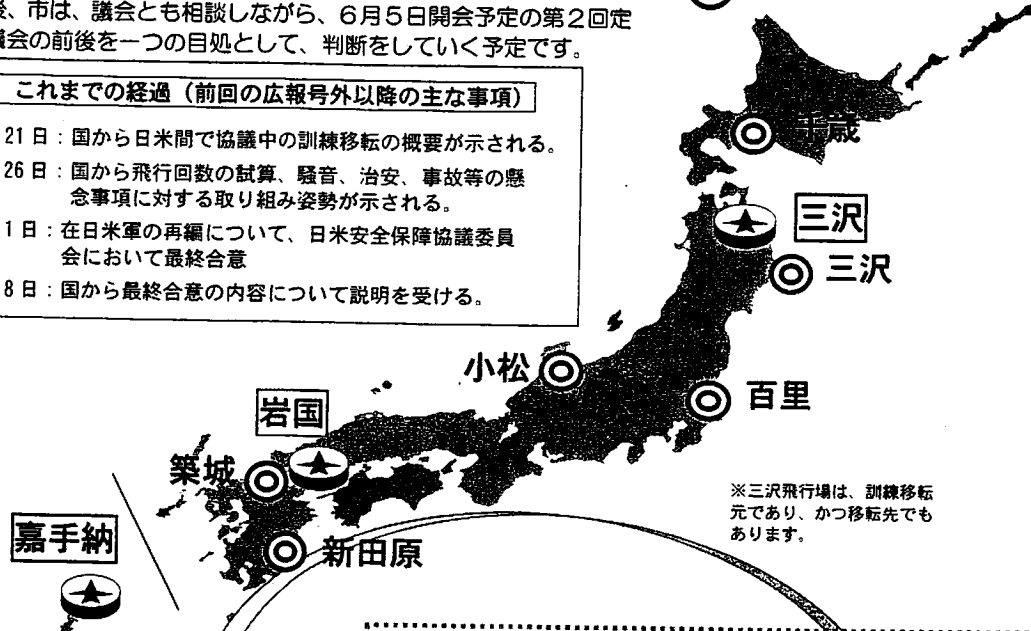 、市は、議会とも相談しながら、６月５日開会予定の第２回定
会の前後を一つの目処として、判断をしていく予定です。
これまでの経過（前回の広報号外以降の主な事項）
21日：国から日米間で協議中の訓練移転の概要が示される。
26日：国から飛行回数の試算、騒音、治安、事故等の懸
念事項に対する取り組み姿勢が示される。
1日：在日米軍の再編について、日米安全保障協議委員
会において最終合意
8日：国から最終合意の内容について説明を受ける。
千歳
三沢
三沢
小松
百里
岩国
築城
嘉手納
新田原
※三沢飛行場は、訓練移転
元であり、かつ移転先でも
あります。